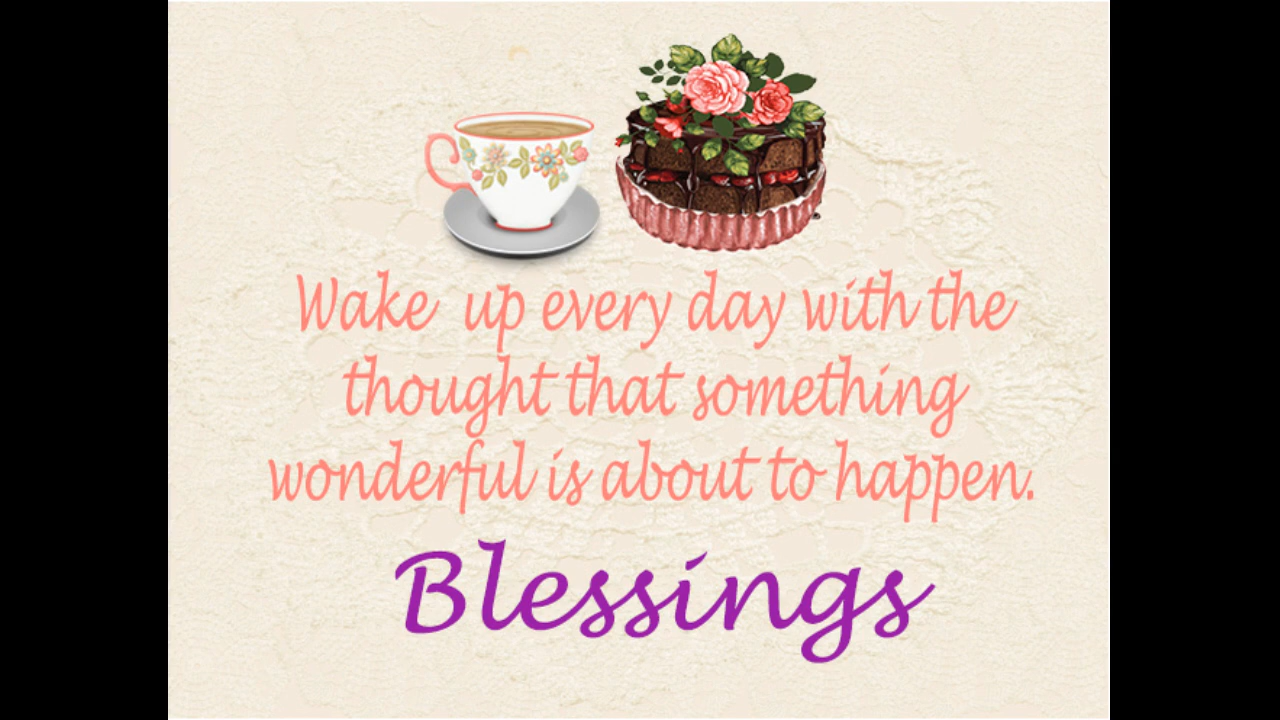 Wake up every day with the
thought that something
wonderful is about to happen.
Blessings